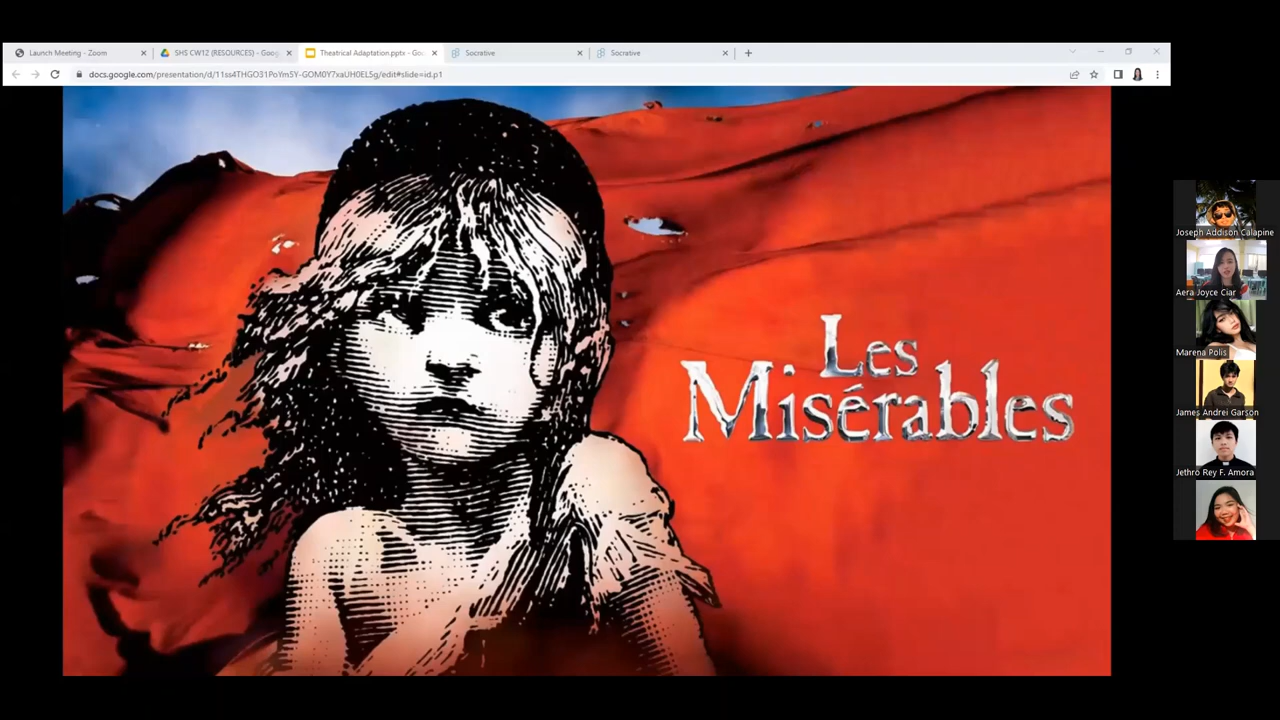 Launch Meeting - Zoom
SHS CW12 (RESOURCES) - Goog
Theatrical Adaptation.pptx - Goo
Socrative
Socrative
docs.google.com/presentation/d/11ss4THGO31PoYm5Y-GOM0Y7xaUH0EL5g/edit#slide=id.p1
Les
Misérables
Joseph Addison Calapine
Aera Joyce Ciar
Marena Polis
James Andrei Garson
Jethro Rey F. Amora